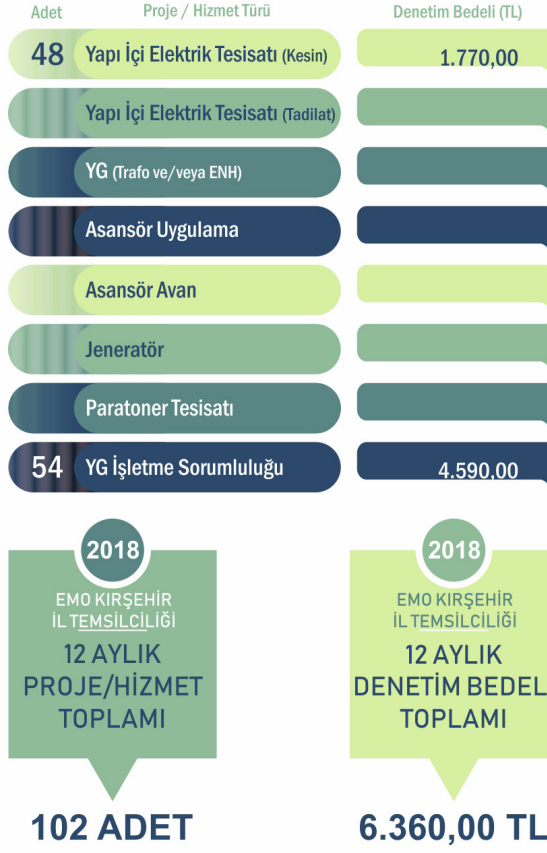 Adet Proje / Hizmet Türü Denetim Bedeli (TL)
48 Yapı İçi Elektrik Tesisatı (Kesin) 1.770,00
Yapı İçi Elektrik Tesisatı (Tadilat)
YG (Trafo ve/veya ENH)
Asansör Uygulama
Asansör Avan
Jeneratör
Paratoner Tesisatı
54 YG İşletme Sorumluluğu 4.590,00
2018
EMO KIRŞEHİR
İL TEMSİLCİLİĞİ
12 AYLIK
PROJE/HİZMET
TOPLAMI
102 ADET
2018
EMO KIRŞEHİR
İL TEMSİLCİLİĞİ
12 AYLIK
DENETİM BEDEL
TOPLAMI
6.360,00 TL